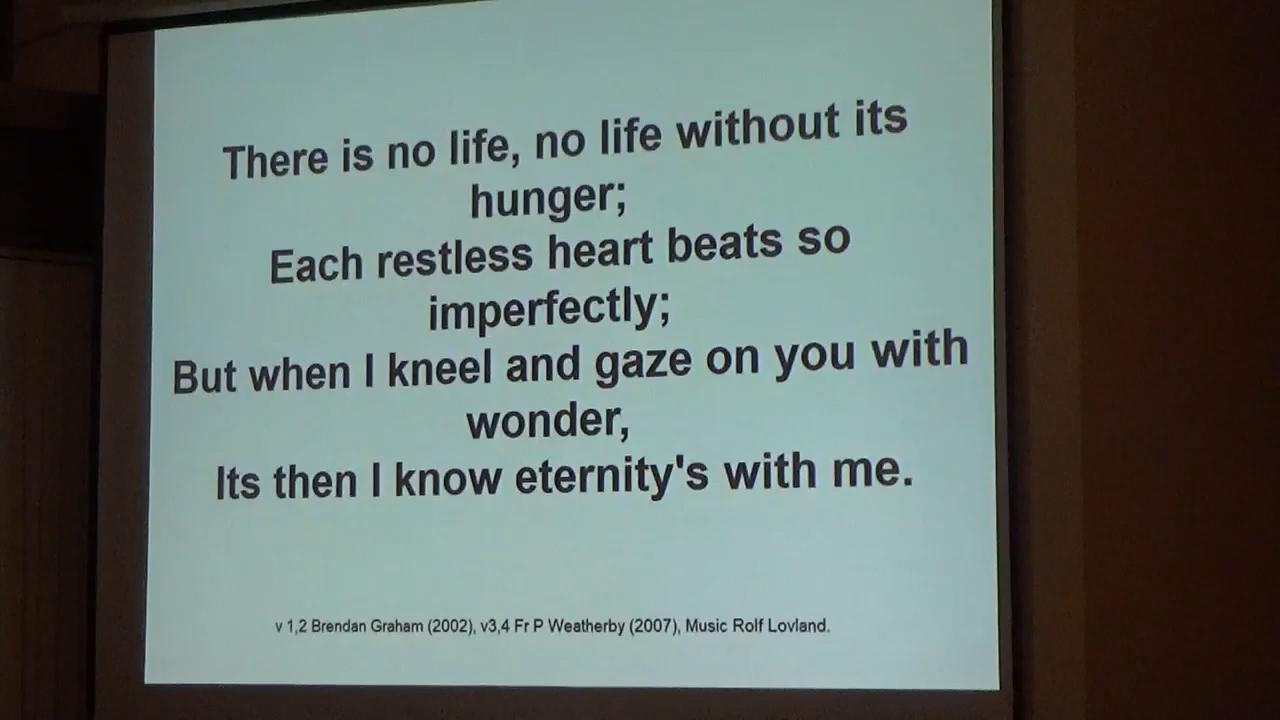 There is no life, no life without its
hunger;
Each restless heart beats so
imperfectly;
But when I kneel and gaze on you with
wonder,
Its then I know eternity's with me.
v 1,2 Brendan Graham (2002), v3,4 Fr P Weatherby (2007), Music Rolf Lovland.